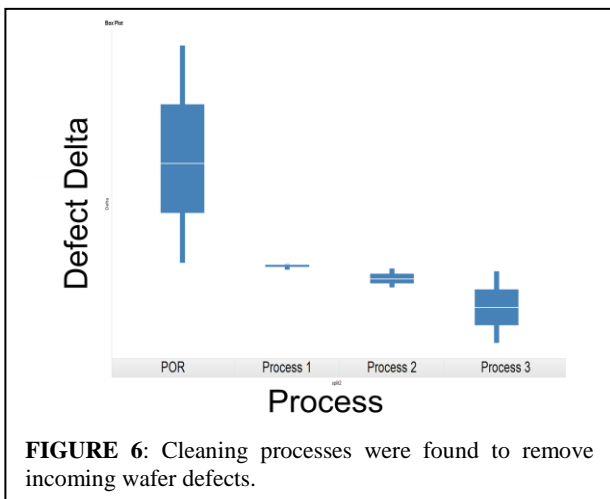 Box Plot
Defect Delta
Delta
POR Process 1 Process 2 Process 3
split2
Process
FIGURE 6: Cleaning processes were found to remove
incoming wafer defects.